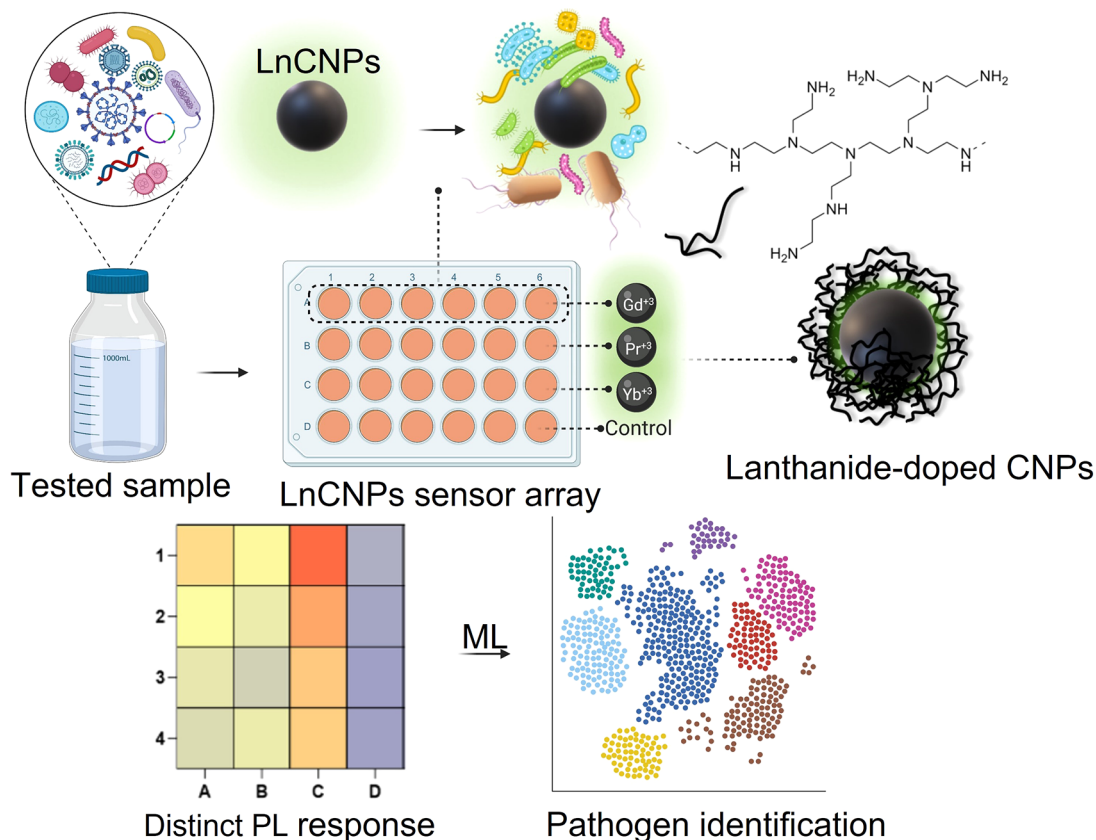 LnCNPs
NH2
H2N
NH2
N
N
N
N
N
H
N
H
NH
H2N
1 2 3 4 5 6
A
B
C
D
Gd+3
Pr+3
Yb+3
Control
1000mL
Tested sample
LnCNPs sensor array
Lanthanide-doped CNPs
1
2
3
4
A B C D
Distinct PL response
ML
Pathogen identification